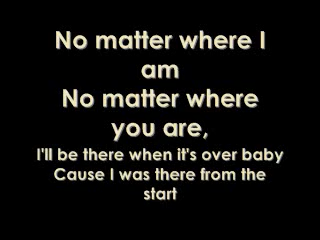 No matter where I
am
No matter where
you are,
I'll be there when it's over baby
Cause I was there from the
start